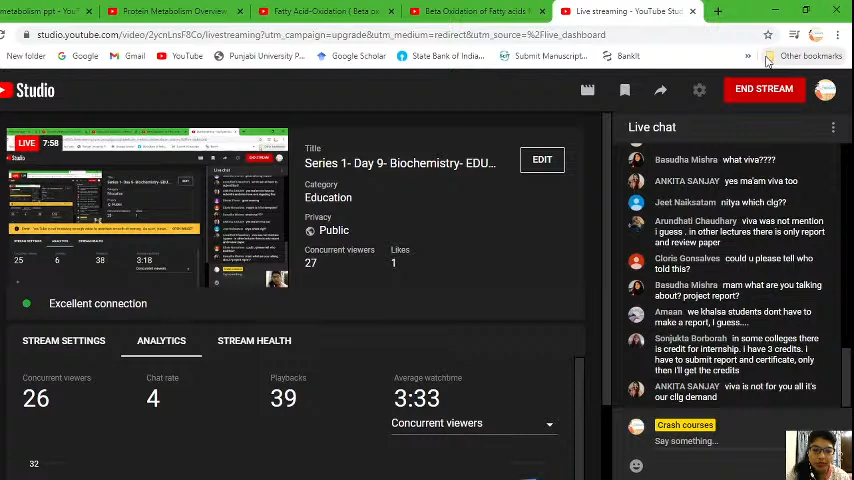 metabolism ppt - YouTu
Protein Metabolism Overview,
Fatty Acid-Oxidation ( Beta ox
Beta Oxidation of Fatty acids
Live streaming - YouTube Stud
studio.youtube.com/video/2ycnLnsF8Co/livestreaming?utm_campaign=upgrade&utm_medium=redirect&utm_source=%2Flive_dashboard
New folder
Google
Gmail
YouTube
Punjabi University P...
Google Scholar
State Bank of India...
Submit Manuscript...
BankIt
»
Other bookmarks
Studio
END STREAM
LIVE 7:58
Title
Series 1- Day 9- Biochemistry- EDU...
EDIT
Category
Education
Privacy
Public
Concurrent viewers
Likes
27
1
Excellent connection
STREAM SETTINGS
ANALYTICS
STREAM HEALTH
Concurrent viewers
Chat rate
Playbacks
Average watchtime
26
4
39
3:33
Concurrent viewers
32
Live chat
Basudha Mishra what viva????
ANKITA SANJAY yes ma'am viva too
Jeet Naiksatam nitya which clg??
Arundhati Chaudhary viva was not mention
i guess . in other lectures there is only report
and review paper
Cloris Gonsalves could u please tell who
told this?
Basudha Mishra mam what are you talking
about? project report?
Amaan we khalsa students dont have to
make a report, I guess....
Sonjukta Borborah in some colleges there
is credit for internship. i have 3 credits. i
have to submit report and certificate, only
then I'll get the credits
ANKITA SANJAY viva is not for you all it's
our cllg demand
Crash courses
Say something...